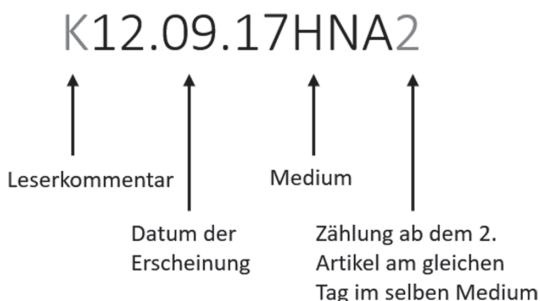 K12.09.17HNA2
Leserkommentar
Medium
Datum der
Erscheinung
Zählung ab dem 2.
Artikel am gleichen
Tag im selben Medium